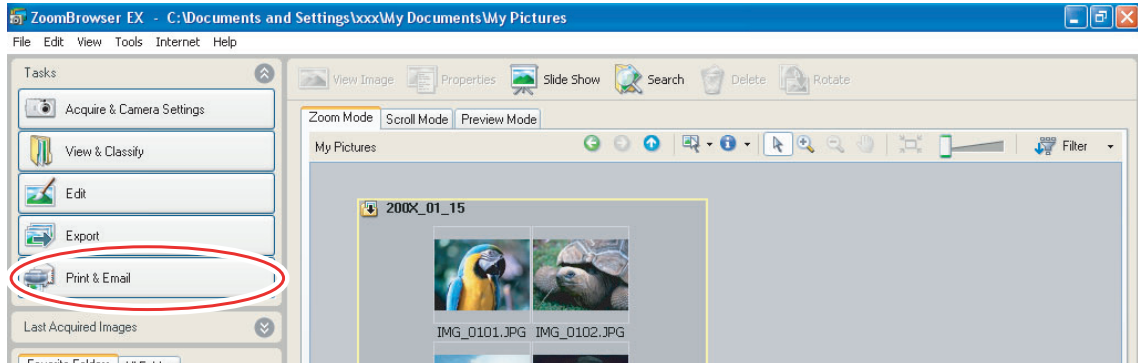 ZoomBrowser EX - C:\Documents and Settings\xxx\My Documents\My Pictures
File Edit View Tools Internet Help
Tasks
Acquire & Camera Settings
View & Classify
Edit
Export
Print & Email
Last Acquired Images
Favorite Folders
View Image Properties Slide Show Search Delete Rotate
Zoom Mode Scroll Mode Preview Mode
My Pictures
Filter
200X_01_15
IMG_0101.JPG IMG_0102.JPG